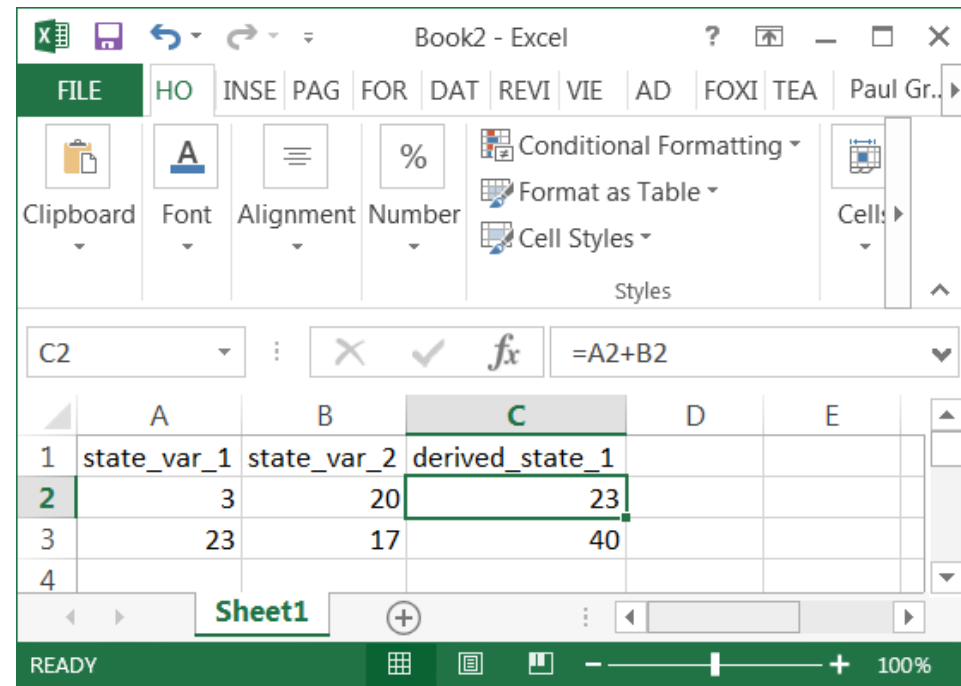 Book2 - Excel ?
FILE HO INSE PAG FOR DAT REVI VIE AD FOXI TEA Paul Gr..
A % Conditional Formatting
Format as Table
Clipboard Font Alignment Number Cells
Cell Styles
Styles
C2 fx =A2+B2
A B C D E
1 state_var_1 state_var_2 derived_state_1
2 3 20 23
3 23 17 40
4
Sheet1
READY 100%